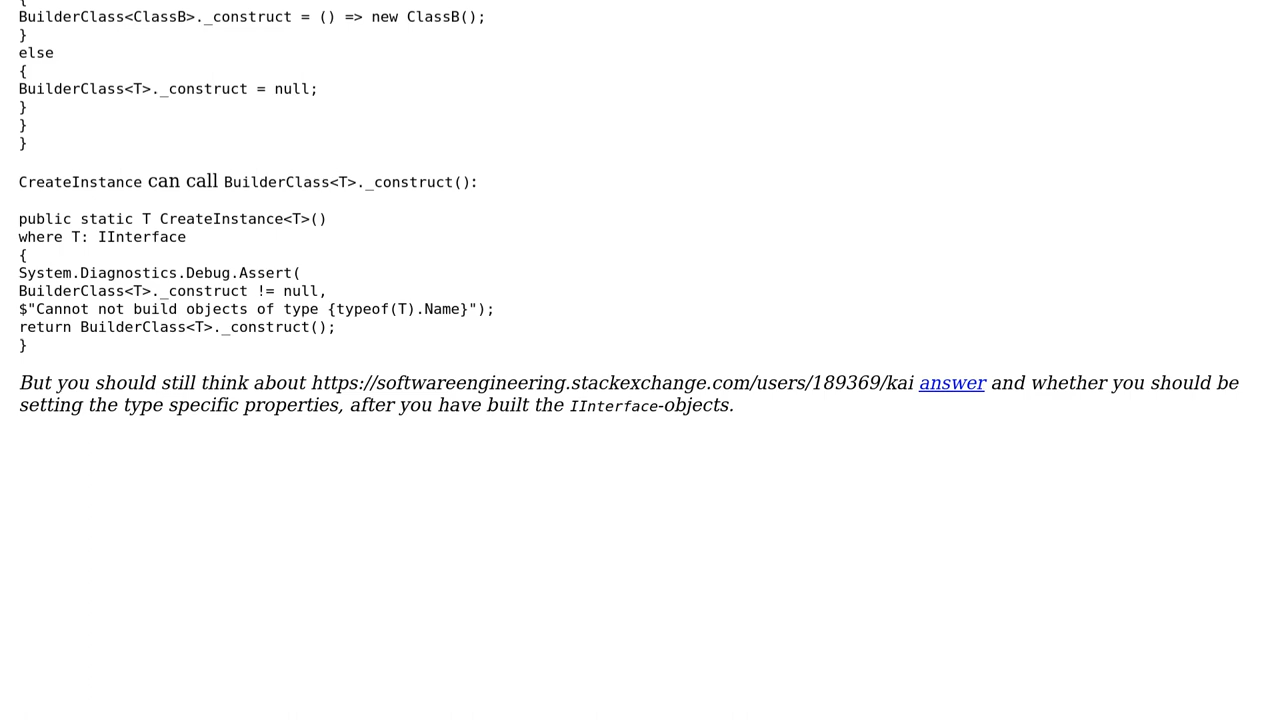 {
BuilderClass<ClassB>._construct = () => new ClassB();
}
else
{
BuilderClass<T>._construct = null;
}
}
}
CreateInstance can call BuilderClass<T>._construct():
public static T CreateInstance<T>()
where T: IInterface
{
System.Diagnostics.Debug.Assert(
BuilderClass<T>._construct != null,
$"Cannot not build objects of type {typeof(T).Name}");
return BuilderClass<T>._construct();
}
But you should still think about https://softwareengineering.stackexchange.com/users/189369/kai answer and whether you should be
setting the type specific properties, after you have built the IInterface-objects.